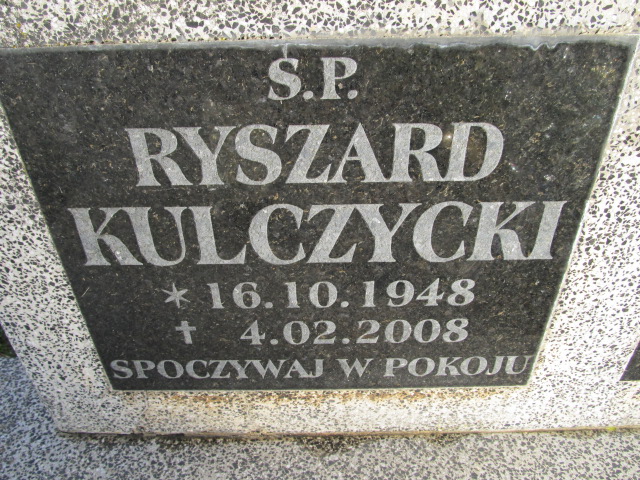 Ś.P.
RYSZARD
KULCZYCKI
* 16.10.1948
† 4.02.2008
SPOCZYWAJ W POKOJU